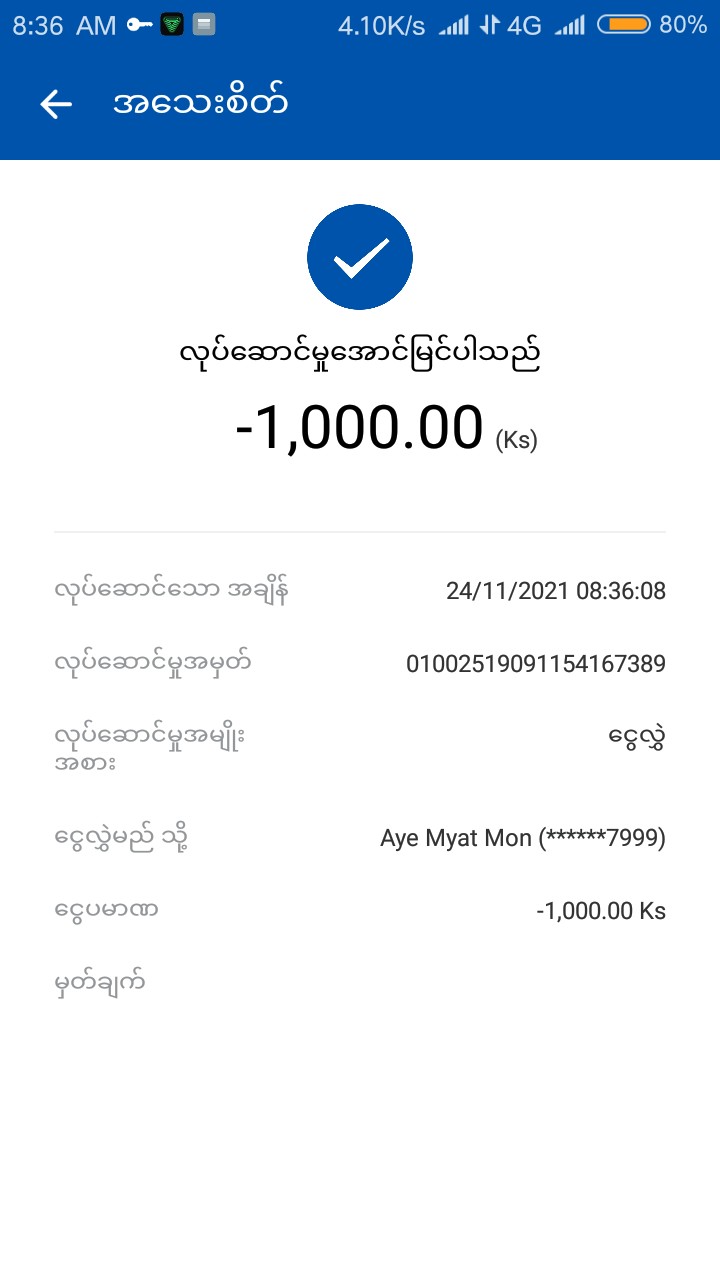 8:36 AM 4.10K/s 4G 80%
အသေးစိတ်
လုပ်ဆောင်မှုအောင်မြင်ပါသည်
-1,000.00 (Ks)
လုပ်ဆောင်သော အချိန် 24/11/2021 08:36:08
လုပ်ဆောင်မှုအမှတ် 01002519091154167389
လုပ်ဆောင်မှုအမျိုး ငွေလွှဲ
အစား
ငွေလွှဲမည် သို့ Aye Myat Mon (******7999)
ငွေပမာဏ -1,000.00 Ks
မှတ်ချက်